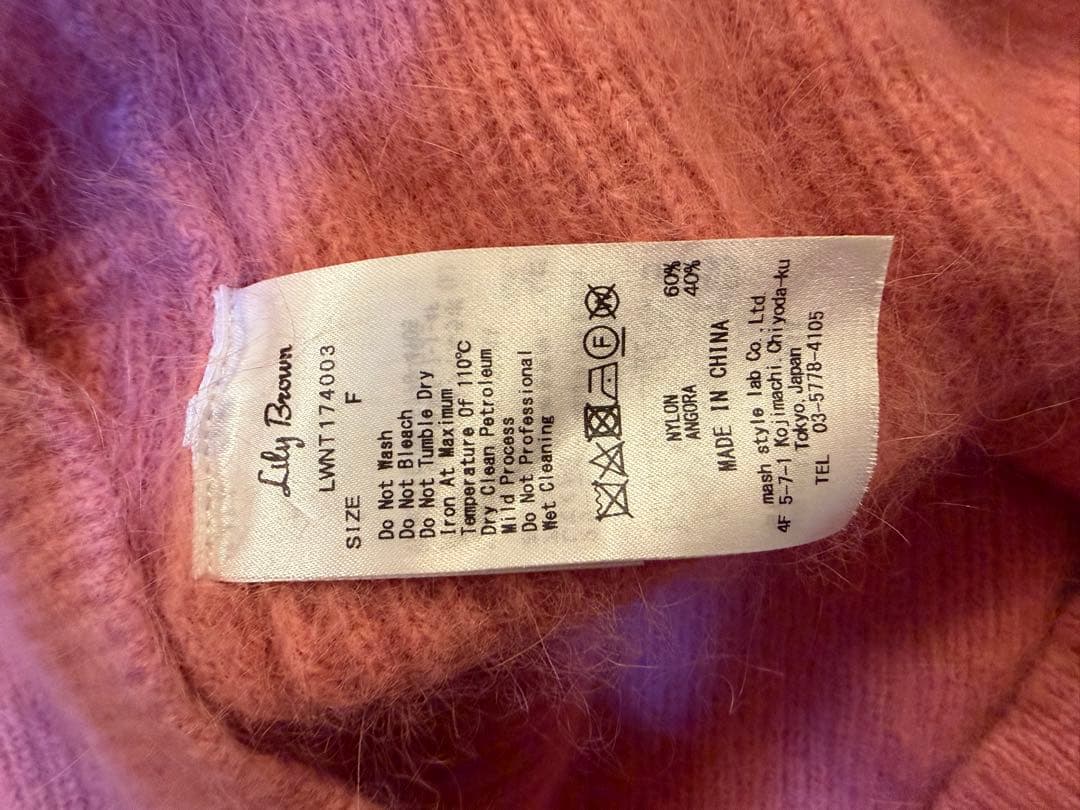 Lily Brown
LWNT174003
SIZE F
Do Not Wash
Do Not Bleach
Do Not Tumble Dry
Iron At Maximum
Temperature Of 110℃
Dry Clean Petroleum
Mild Process
Do Not Professional
Wet Cleaning
F W
NYLON 60%
ANGORA 40%
MADE IN CHINA
mash style lab Co.,Ltd.
4F 5-7-1 Kojimachi, Chiyoda-ku
Tokyo, Japan
TEL 03-5778-4105